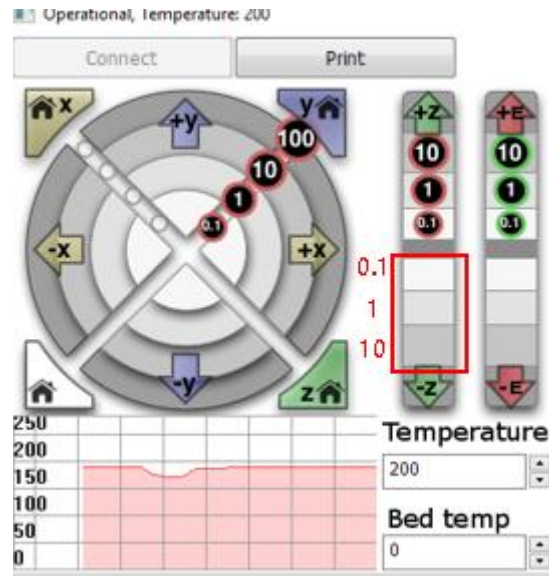 Operational, Temperature: 200
Connect Print
x y +Z +E
+y
100
10 10 10
1 1 1
0.1 0.1 0.1
-x +x
0.1
1
10
-y z -Z -E
250
200
150
100
50
0
Temperature
200
Bed temp
0